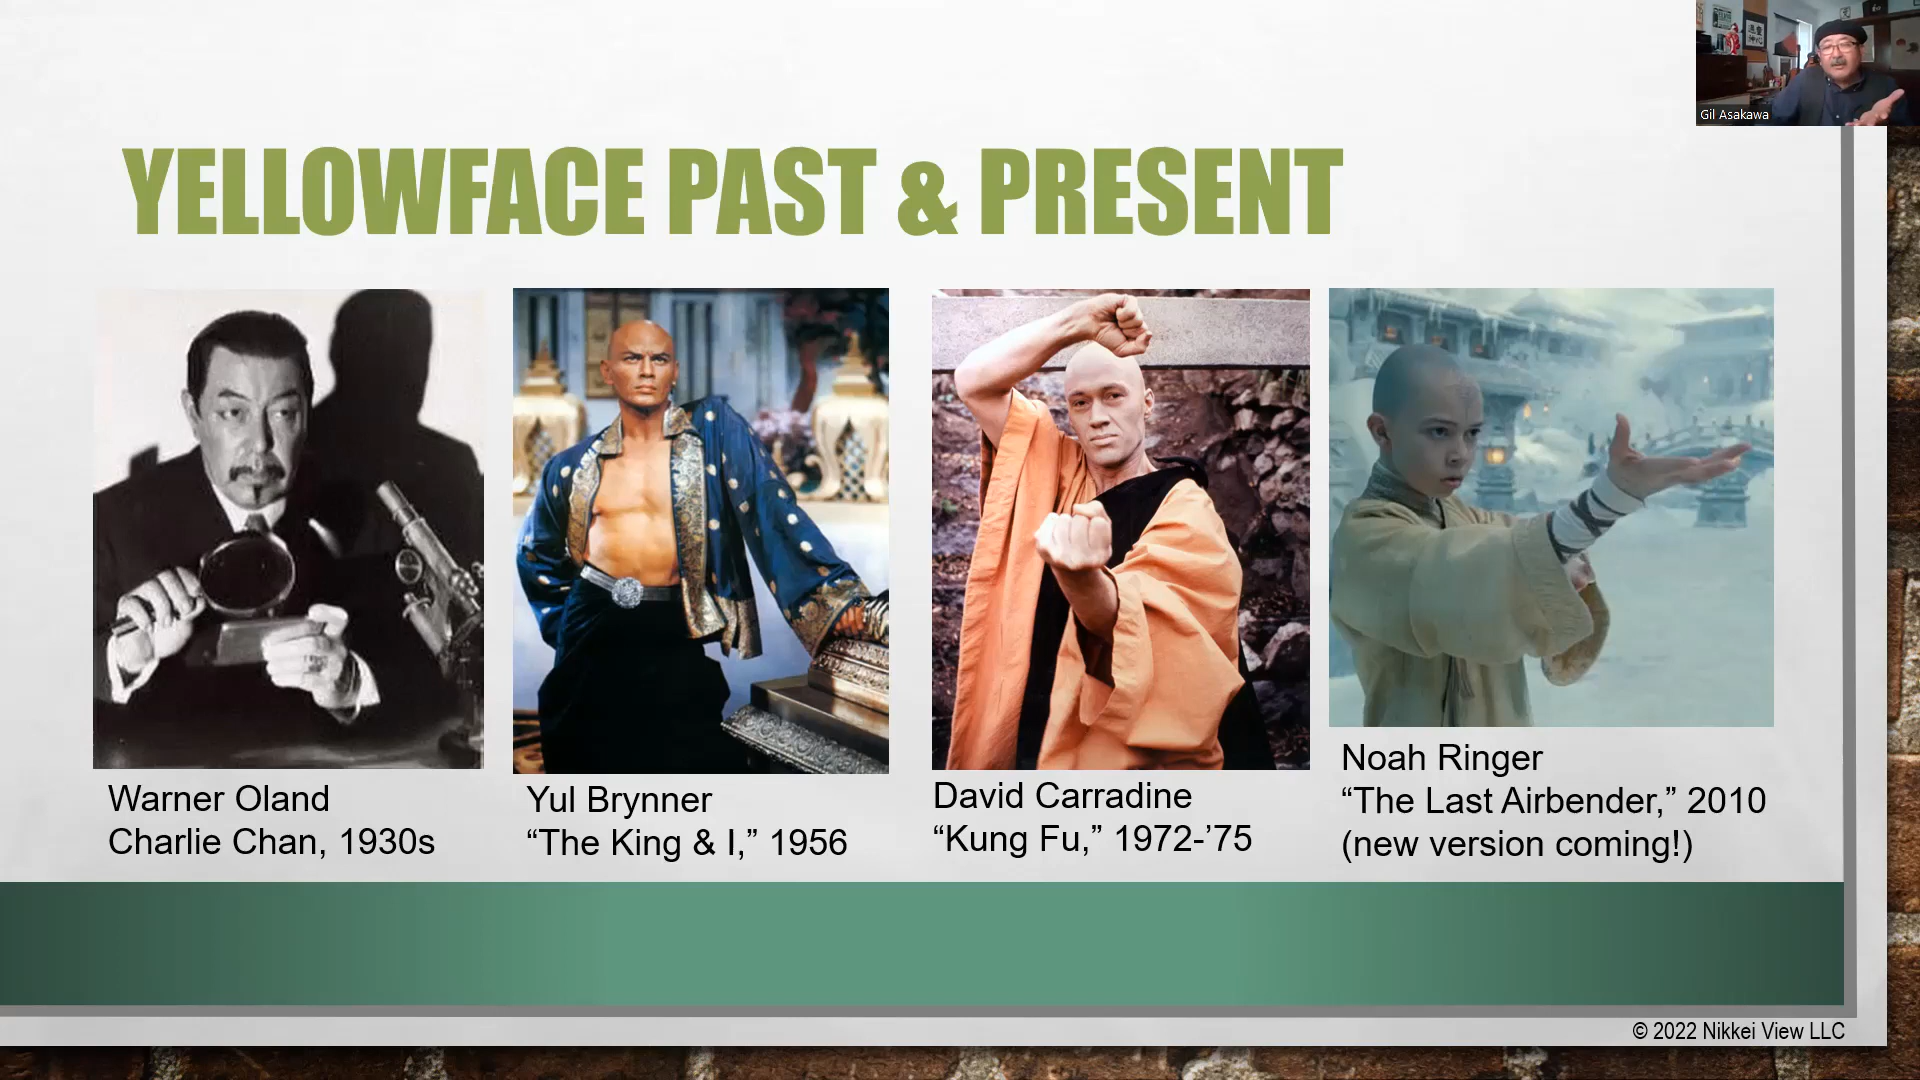 Gil Asakawa
YELLOWFACE PAST & PRESENT
Warner Oland
Charlie Chan, 1930s
Yul Brynner
“The King & I,” 1956
David Carradine
“Kung Fu,” 1972-’75
Noah Ringer
“The Last Airbender,” 2010
(new version coming!)
© 2022 Nikkei View LLC